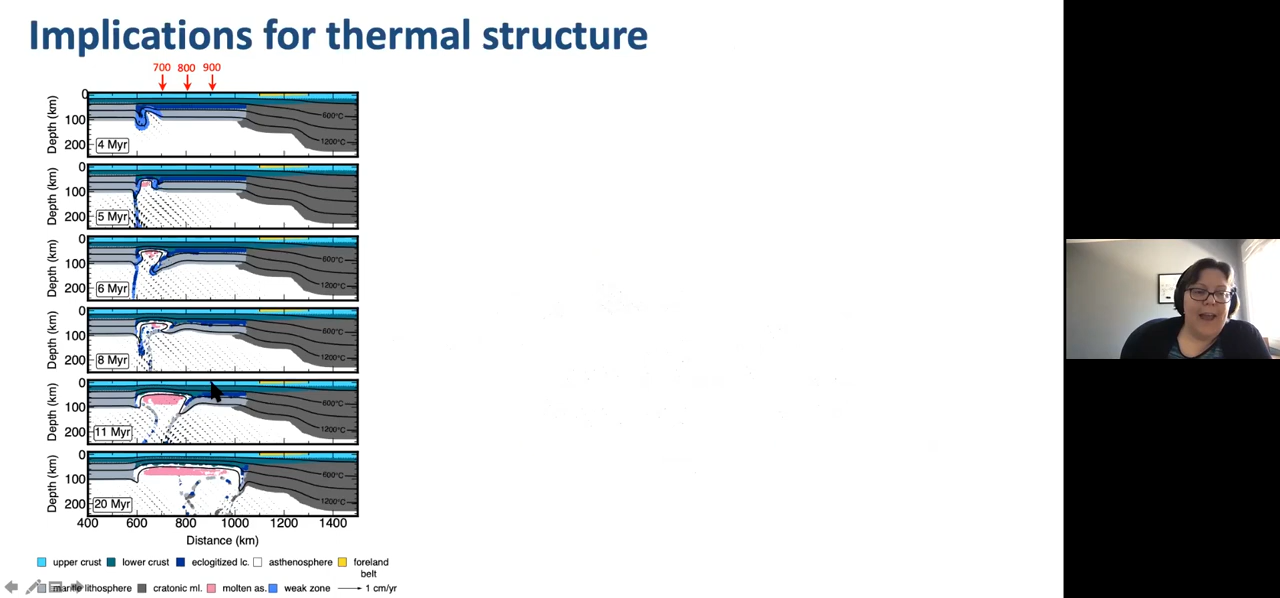 Implications for thermal structure
700 800 900
0
100
200
Depth (km)
600°C
1200°C
4 Myr
0
100
200
Depth (km)
5 Myr
0
100
200
Depth (km)
600°C
1200°C
6 Myr
0
100
200
Depth (km)
600°C
1200°C
8 Myr
0
100
200
Depth (km)
600°C
1200°C
11 Myr
0
100
200
Depth (km)
600°C
1200°C
20 Myr
400 600 800 1000 1200 1400
Distance (km)
upper crust lower crust eclogitized lc. asthenosphere foreland
belt
mantle lithosphere cratonic ml. molten as. weak zone 1 cm/yr